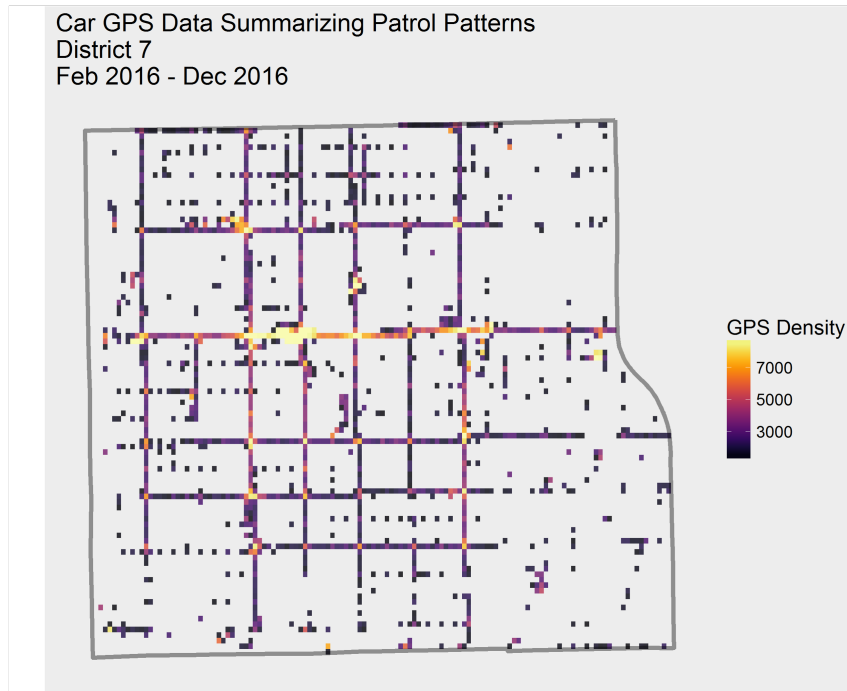 Car GPS Data Summarizing Patrol Patterns
District 7
Feb 2016 - Dec 2016
GPS Density
7000
5000
3000